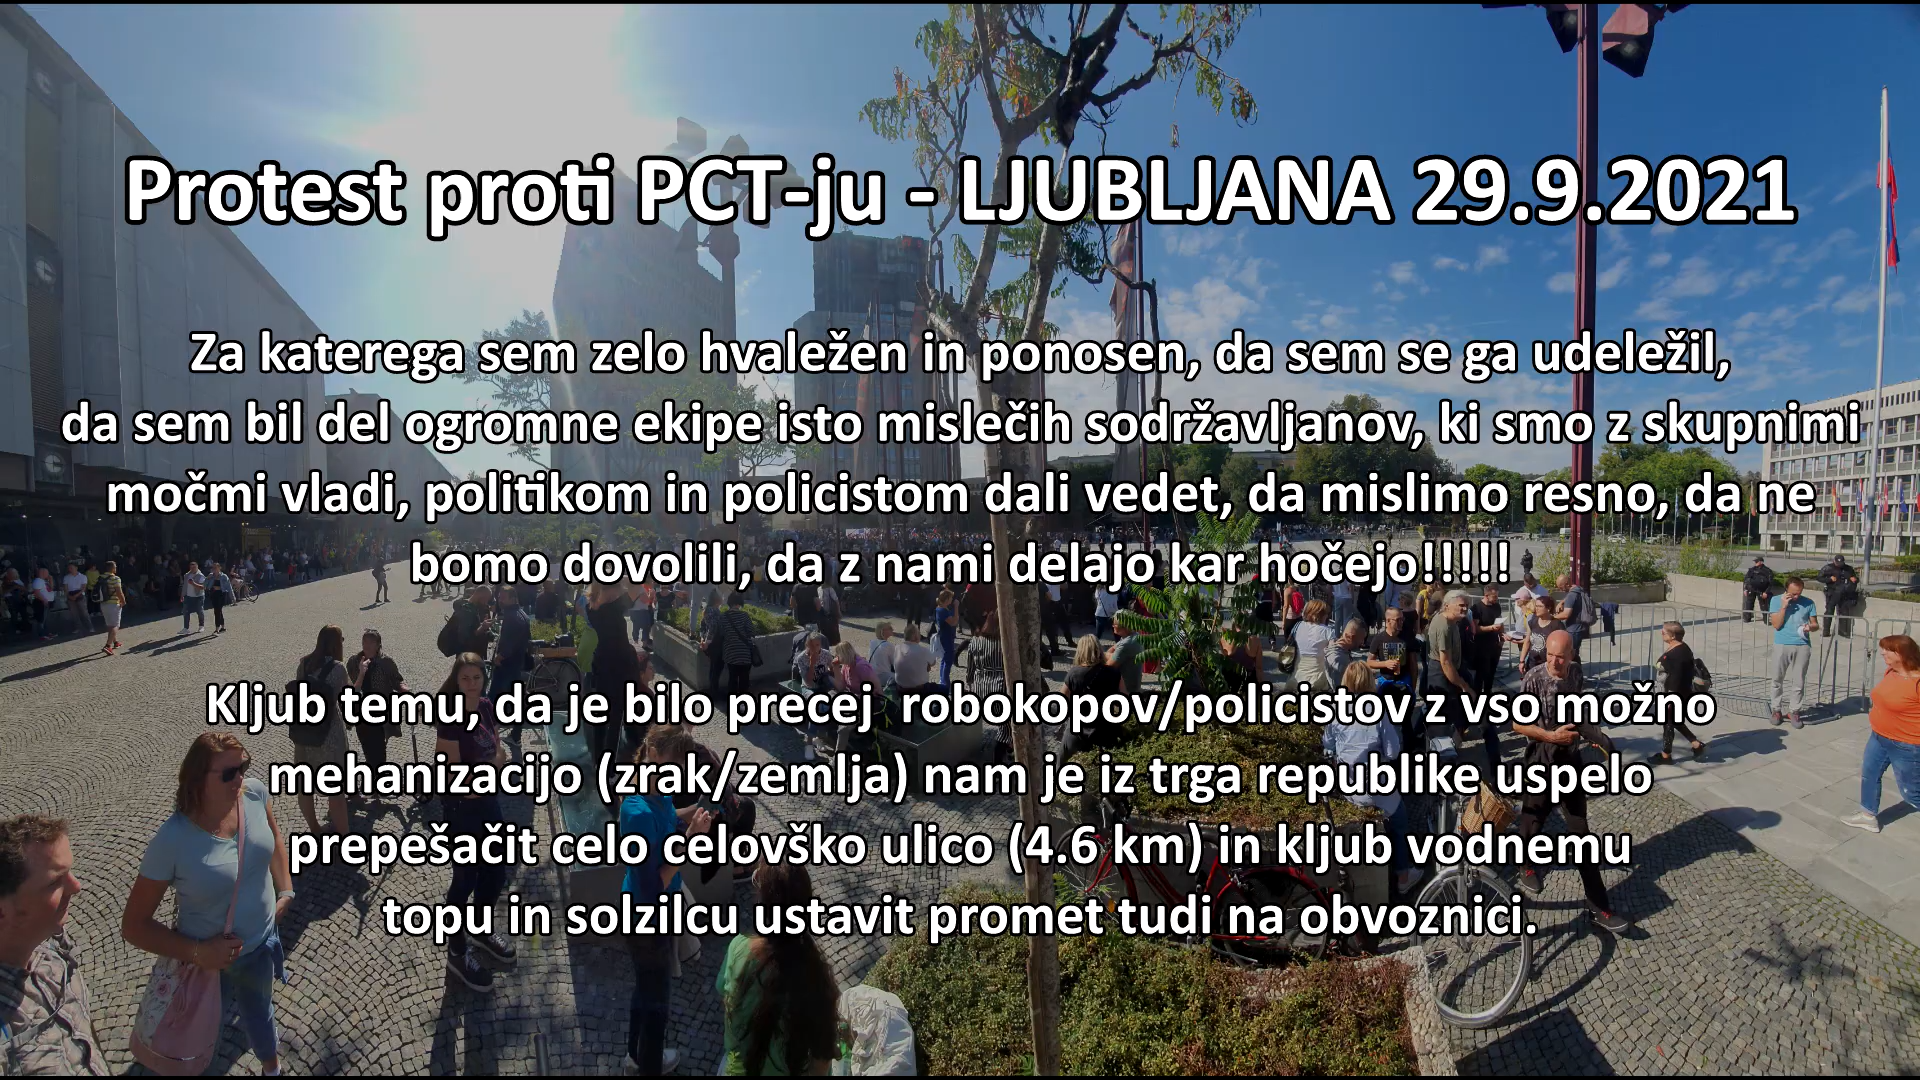 Protest proti PCT-ju - LJUBLJANA 29.9.2021
Za katerega sem zelo hvaležen in ponosen, da sem se ga udeležil,
da sem bil del ogromne ekipe isto mislečih sodržavljanov, ki smo z skupnimi
močmi vladi, politikom in policistom dali vedet, da mislimo resno, da ne
bomo dovolili, da z nami delajo kar hočejo!!!!!
Kljub temu, da je bilo precej  robokopov/policistov z vso možno
mehanizacijo (zrak/zemlja) nam je iz trga republike uspelo
prepešačit celo celovško ulico (4.6 km) in kljub vodnemu
topu in solzilcu ustavit promet tudi na obvoznici.